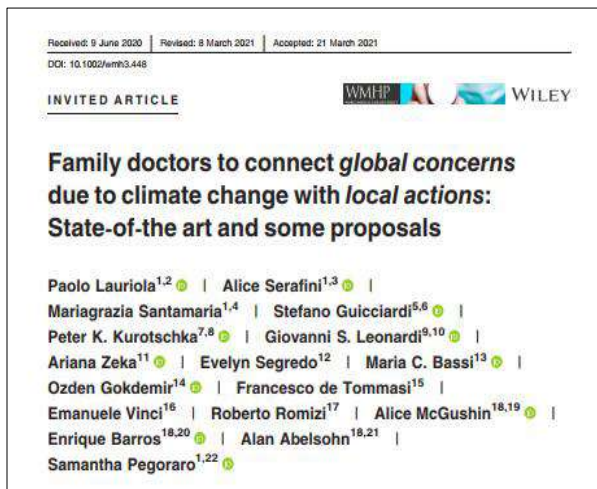 Received: 9 June 2020 | Revised: 8 March 2021 | Accepted: 21 March 2021
DOI: 10.1002/wmh3.448
INVITED ARTICLE
WMHP WILEY
Family doctors to connect global concerns
due to climate change with local actions:
State-of-the art and some proposals
Paolo Lauriola1,2 | Alice Serafini1,3 |
Mariagrazia Santamaria1,4 | Stefano Guicciardi5,6 |
Peter K. Kurotschka7,8 | Giovanni S. Leonardi9,10 |
Ariana Zeka11 | Evelyn Segredo12 | Maria C. Bassi13 |
Ozden Gokdemir14 | Francesco de Tommasi15 |
Emanuele Vinci16 | Roberto Romizi17 | Alice McGushin18,19 |
Enrique Barros18,20 | Alan Abelsohn18,21 |
Samantha Pegoraro1,22